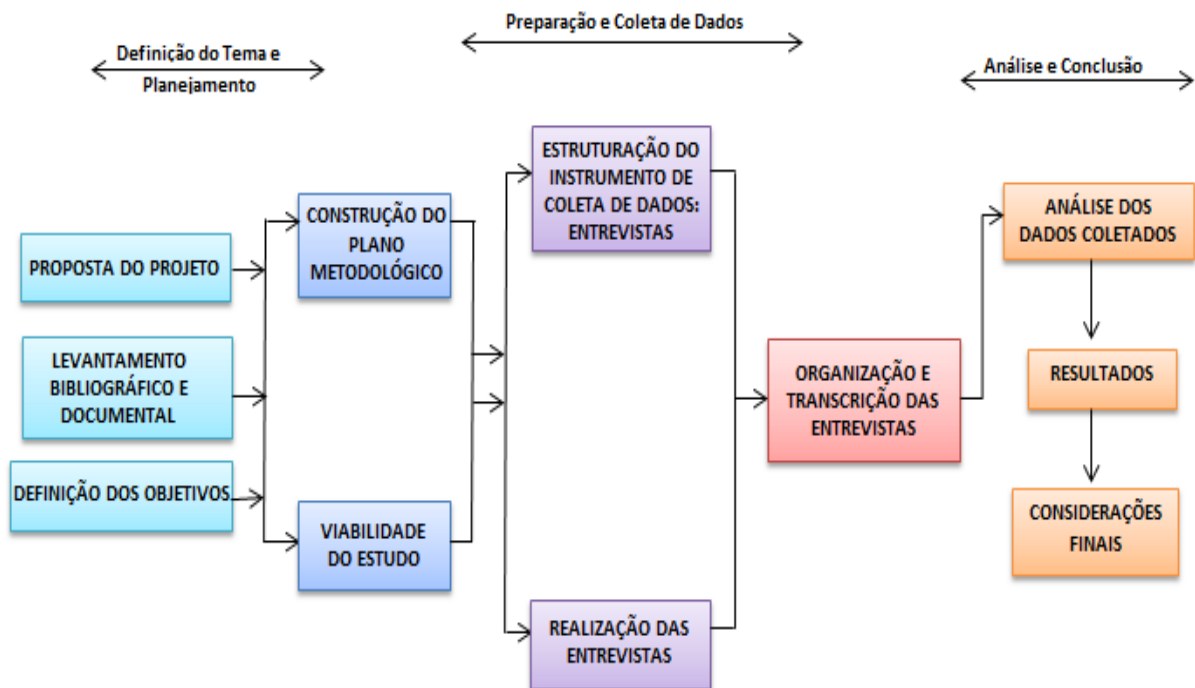 Preparação e Coleta de Dados
Definição do Tema e
Planejamento
Análise e Conclusão
PROPOSTA DO PROJETO
LEVANTAMENTO
BIBLIOGRÁFICO E
DOCUMENTAL
DEFINIÇÃO DOS OBJETIVOS
CONSTRUÇÃO DO
PLANO
METODOLÓGICO
VIABILIDADE
DO ESTUDO
ESTRUTURAÇÃO DO
INSTRUMENTO DE
COLETA DE DADOS:
ENTREVISTAS
REALIZAÇÃO DAS
ENTREVISTAS
ORGANIZAÇÃO E
TRANSCRIÇÃO DAS
ENTREVISTAS
ANÁLISE DOS
DADOS COLETADOS
RESULTADOS
CONSIDERAÇÕES
FINAIS